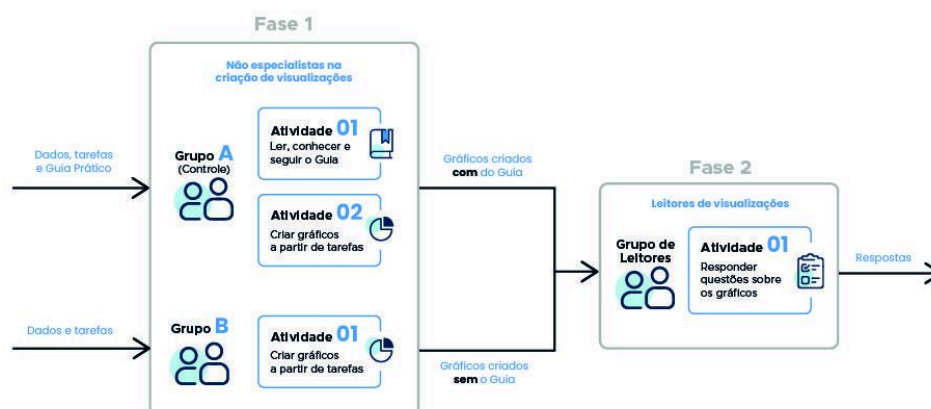 Fase 1
Não especialistas na
criação de visualizações
Dados, tarefas
e Guia Prático
Grupo A
(Controle)
Atividade 01
Ler, conhecer e
seguir o Guia
Atividade 02
Criar gráficos
a partir de tarefas
Gráficos criados
com do Guia
Dados e tarefas
Grupo B
Atividade 01
Criar gráficos
a partir de tarefas
Gráficos criados
sem o Guia
Fase 2
Leitores de visualizações
Grupo de
Leitores
Atividade 01
Responder
questões sobre
os gráficos
Respostas